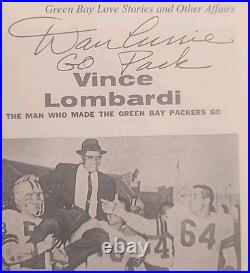 Green Bay Love Stories and Other Affairs
Dan Currie
GO Pack
Vince
Lombardi
THE MAN WHO MADE THE GREEN BAY PACKERS GO
64